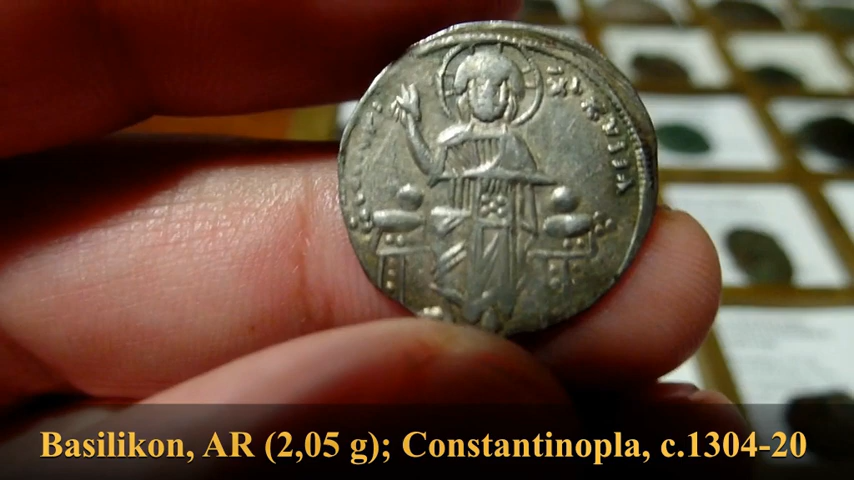 Basilikon, AR (2,05 g); Constantinopla, c.1304-20